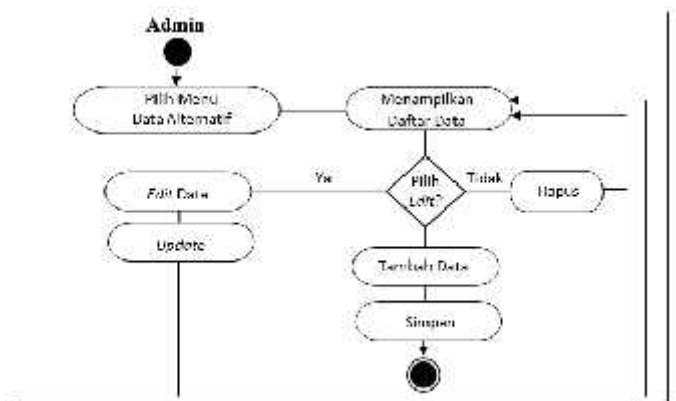 Admin
Pilih Menu
Data Alternatif
Menampilkan
Daftar Data
Ya
Pilih
Edit?
Tidak
Hapus
Edit Data
Update
Tambah Data
Simpan